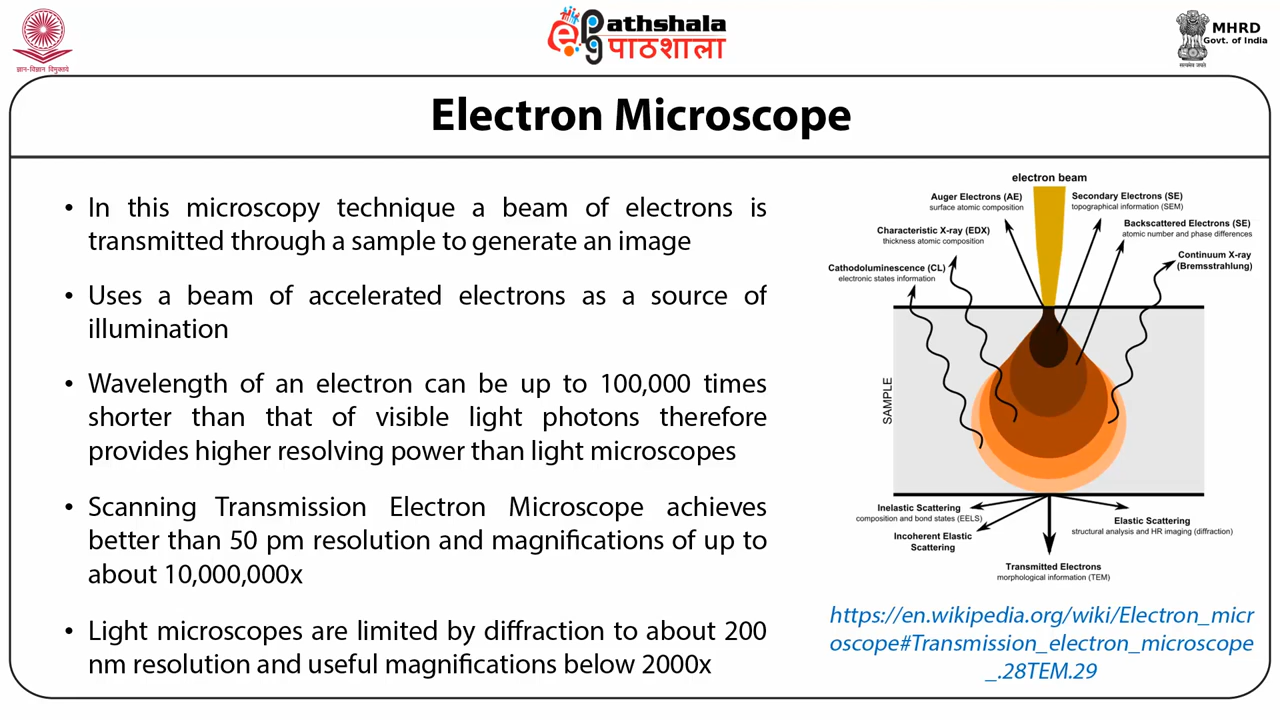 ज्ञान-विज्ञान विमुक्तये
epgpathshala
पाठशाला
MHRD
Govt. of India
सत्यमेव जयते
Electron Microscope
• In this microscopy technique a beam of electrons is
transmitted through a sample to generate an image
• Uses a beam of accelerated electrons as a source of
illumination
• Wavelength of an electron can be up to 100,000 times
shorter than that of visible light photons therefore
provides higher resolving power than light microscopes
• Scanning Transmission Electron Microscope achieves
better than 50 pm resolution and magnifications of up to
about 10,000,000x
• Light microscopes are limited by diffraction to about 200
nm resolution and useful magnifications below 2000x
electron beam
Auger Electrons (AE)
surface atomic composition
Secondary Electrons (SE)
topographical information (SEM)
Characteristic X-ray (EDX)
thickness atomic composition
Backscattered Electrons (SE)
atomic number and phase differences
Cathodoluminescence (CL)
electronic states information
Continuum X-ray
(Bremsstrahlung)
SAMPLE
Inelastic Scattering
composition and bond states (EELS)
Incoherent Elastic
Scattering
Elastic Scattering
structural analysis and HR imaging (diffraction)
Transmitted Electrons
morphological information (TEM)
https://en.wikipedia.org/wiki/Electron_micr
oscope#Transmission_electron_microscope
_.28TEM.29